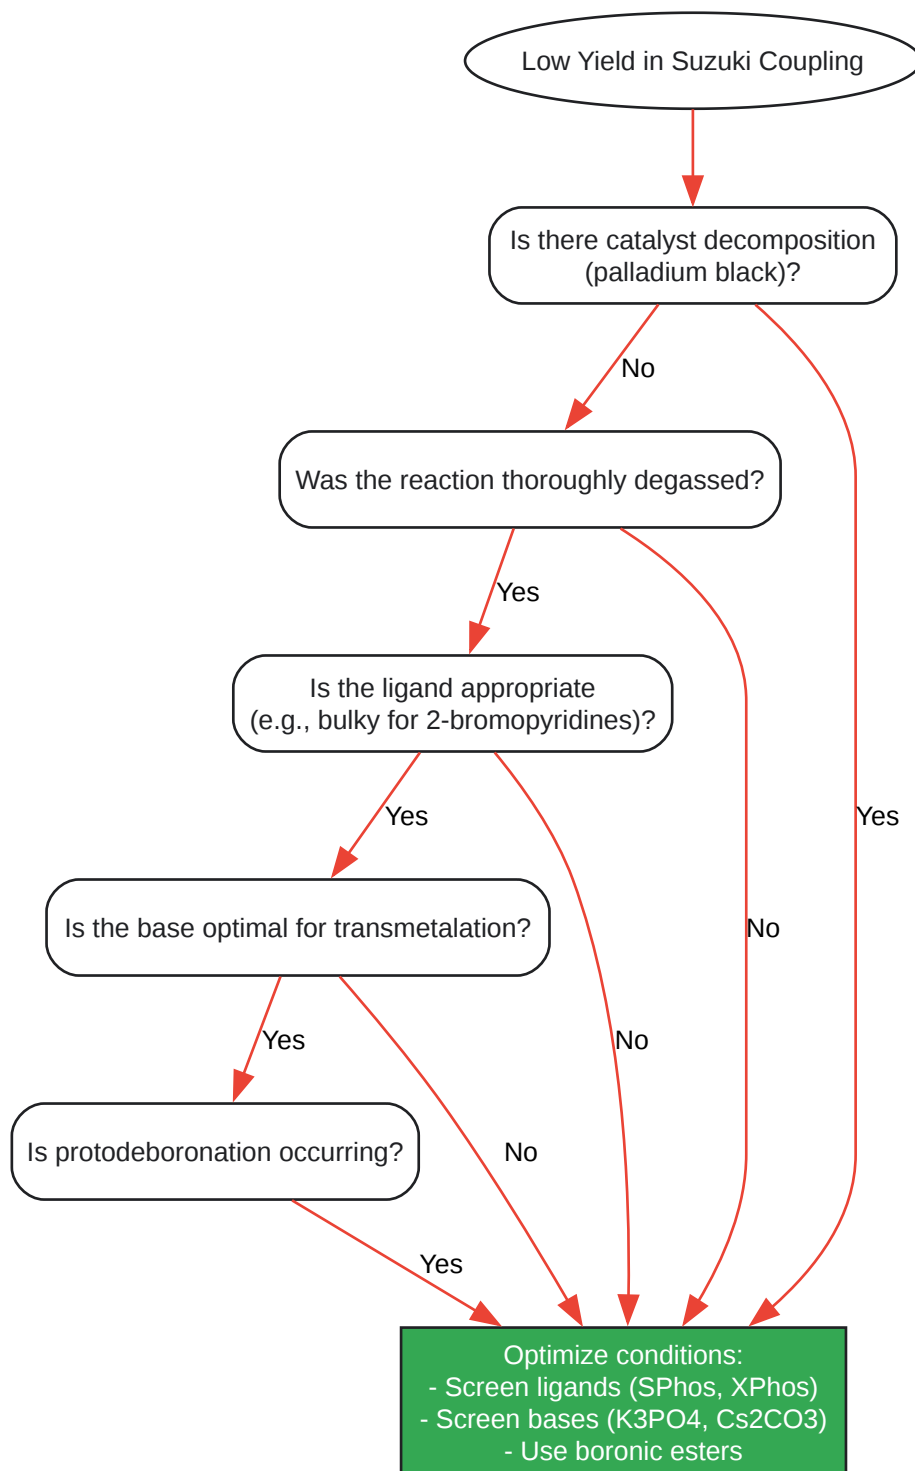 Low Yield in Suzuki Coupling
Is there catalyst decomposition
(palladium black)?
No
Was the reaction thoroughly degassed?
Yes
Is the ligand appropriate
(e.g., bulky for 2-bromopyridines)?
Yes
Yes
Is the base optimal for transmetalation?
No
Yes
No
Is protodeboronation occurring?
No
Yes
Optimize conditions:
- Screen ligands (SPhos, XPhos)
- Screen bases (K3PO4, Cs2CO3)
- Use boronic esters